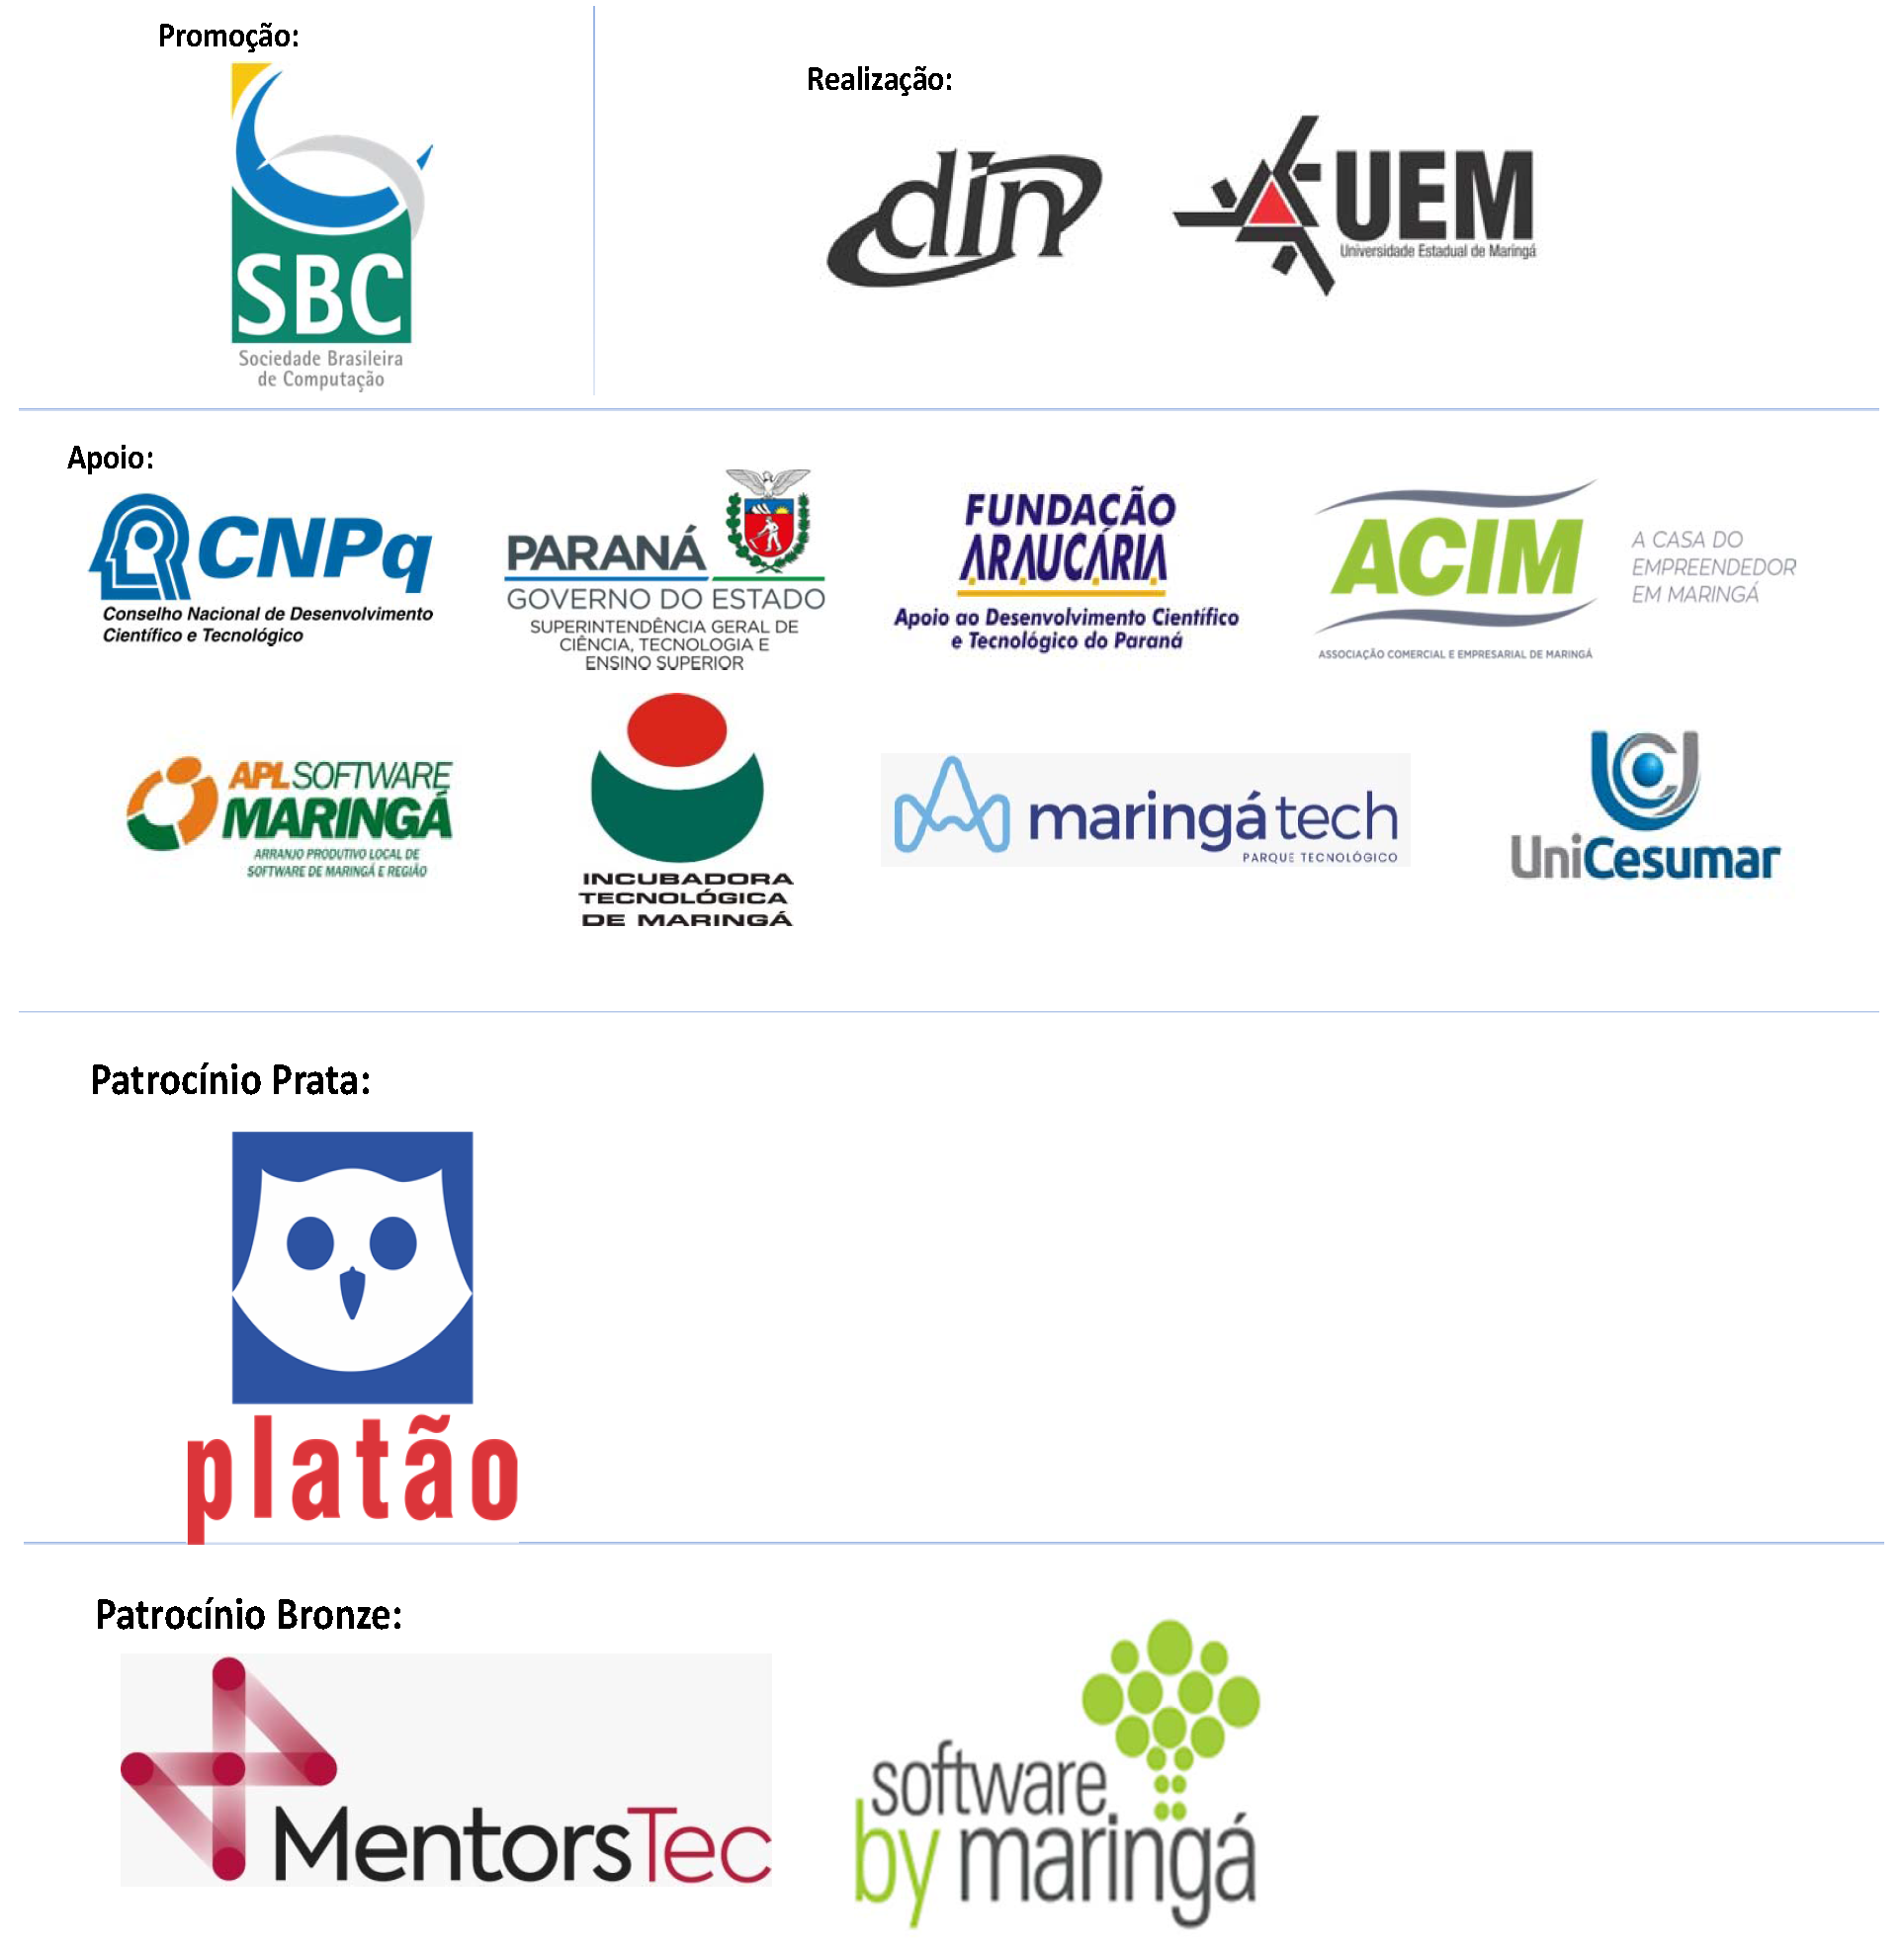 Promoção:
SBC
Sociedade Brasileira
de Computação
Realização:
din
UEM
Universidade Estadual de Maringá
Apoio:
CNPq
Conselho Nacional de Desenvolvimento
Científico e Tecnológico
PARANÁ
GOVERNO DO ESTADO
SUPERINTENDÊNCIA GERAL DE
CIÊNCIA, TECNOLOGIA E
ENSINO SUPERIOR
FUNDAÇÃO
ARAUCÁRIA
Apoio ao Desenvolvimento Científico
e Tecnológico do Paraná
ACIM
ASSOCIAÇÃO COMERCIAL E EMPRESARIAL DE MARINGÁ
A CASA DO
EMPREENDEDOR
EM MARINGÁ
APL SOFTWARE
MARINGÁ
ARRANJO PRODUTIVO LOCAL DE
SOFTWARE DE MARINGÁ E REGIÃO
INCUBADORA
TECNOLÓGICA
DE MARINGÁ
maringá tech
PARQUE TECNOLÓGICO
UniCesumar
Patrocínio Prata:
platão
Patrocínio Bronze:
MentorsTec
software
by maringá